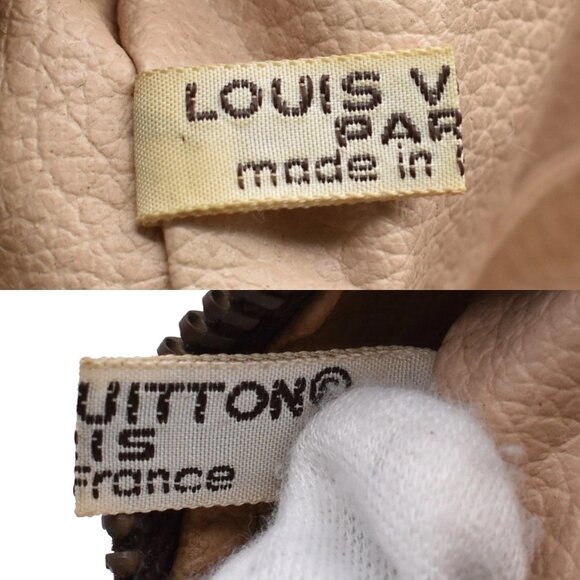 LOUIS V
PAR
made in
UITTON©
IS
France